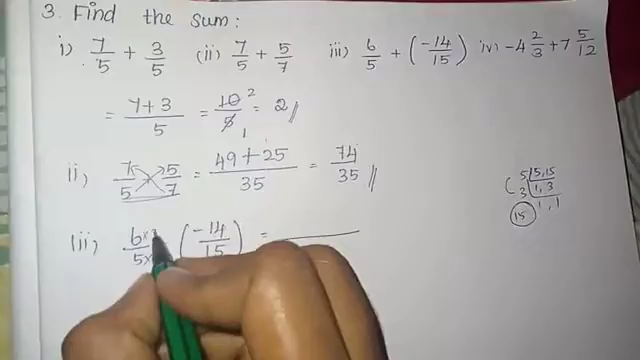 3. Find the sum:
i) 7/5 + 3/5 (ii) 7/5 + 5/7 iii) 6/5 + (-14/15) iv) -4 2/3 + 7 5/12
= 7+3/5 = 10/5 2 1 = 2//
ii) 7/5 5/7 = 49+25/35 = 74/35 //
5 5, 15
3 1, 3
1, 1
15
(iii) 6×/5× (-14/15) =